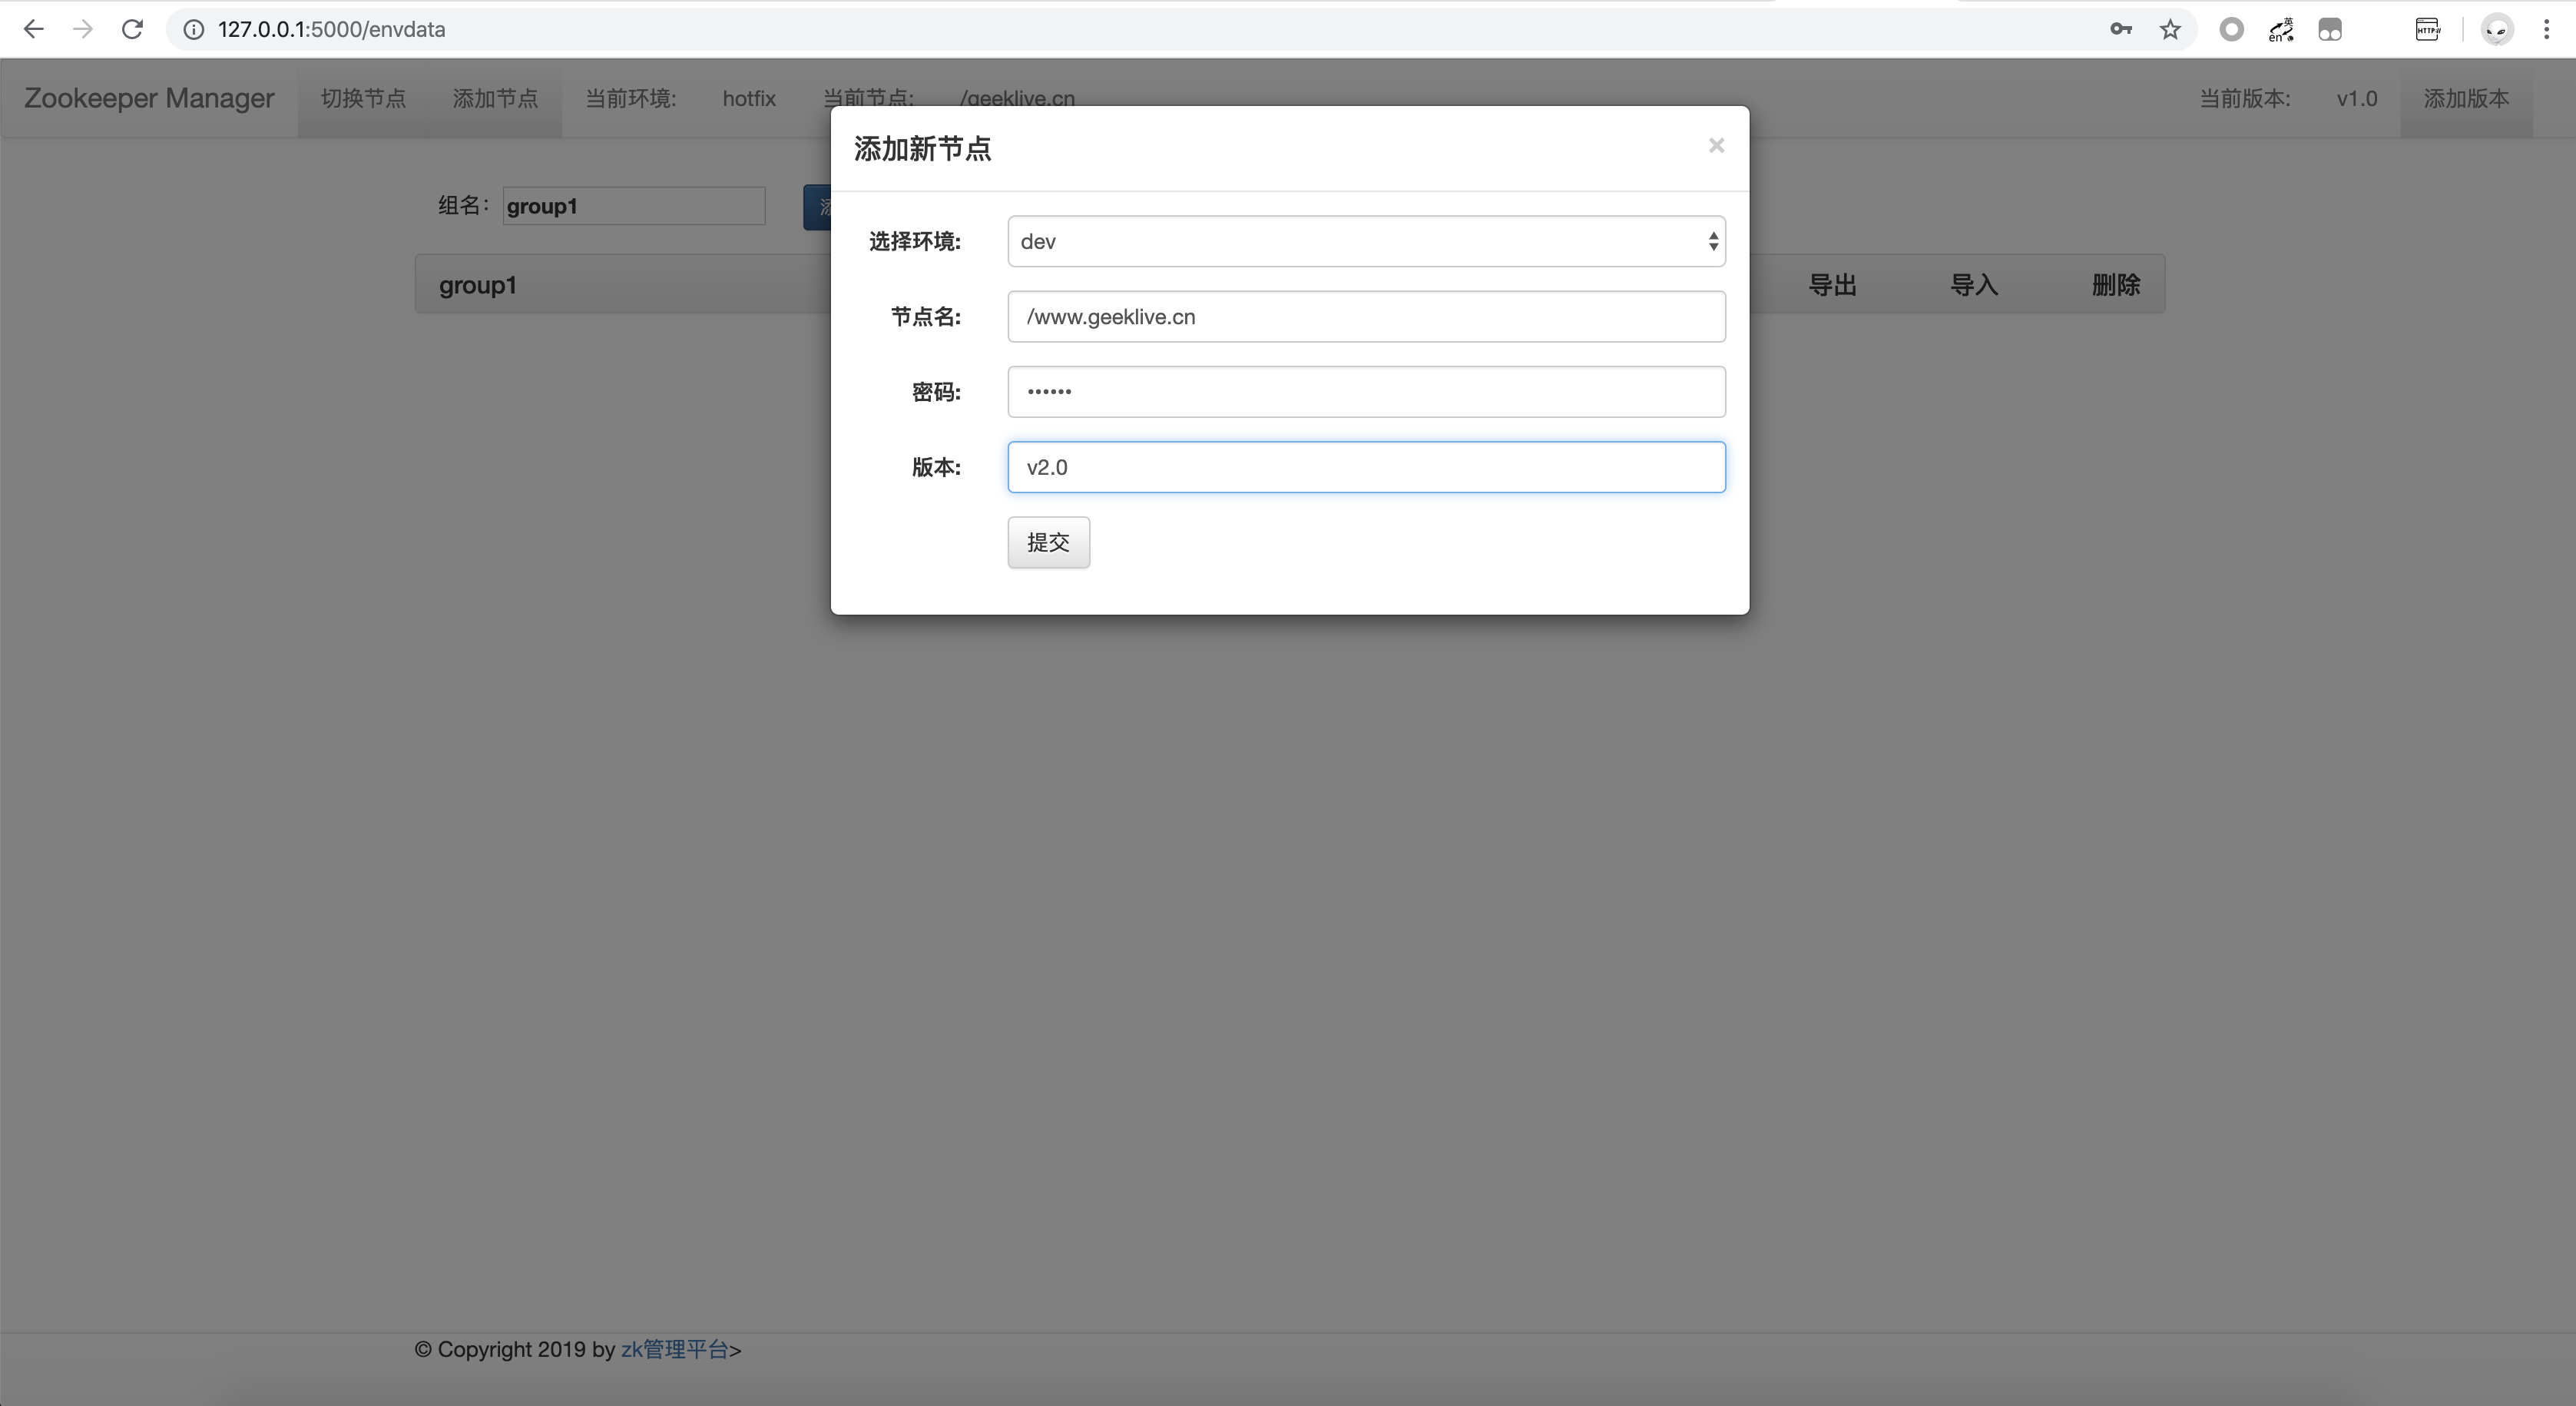 127.0.0.1:5000/envdata
Zookeeper Manager 切换节点 添加节点 当前环境: hotfix 当前节点: /geeklive.cn 当前版本: v1.0 添加版本
添加新节点 ×
组名: group1
选择环境: dev
group1 导出 导入 删除
节点名: /www.geeklive.cn
密码: ••••••
版本: v2.0
提交
© Copyright 2019 by zk管理平台>